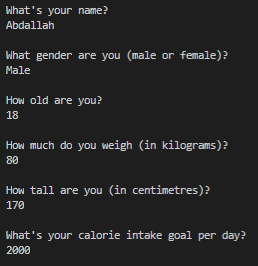 What's your name?
Abdallah
What gender are you (male or female)?
Male
How old are you?
18
How much do you weigh (in kilograms)?
80
How tall are you (in centimetres)?
170
What's your calorie intake goal per day?
2000